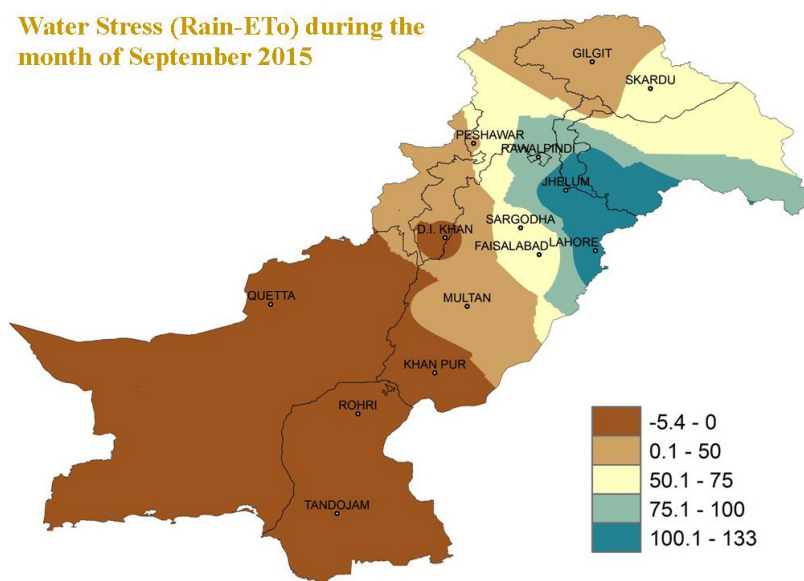 Water Stress (Rain-ETo) during the
month of September 2015
GILGIT
SKARDU
PESHAWAR
RAWALPINDI
JHELUM
SARGODHA
D.I. KHAN
FAISALABAD
LAHORE
QUETTA
MULTAN
KHAN PUR
ROHRI
TANDOJAM
-5.4 - 0
0.1 - 50
50.1 - 75
75.1 - 100
100.1 - 133